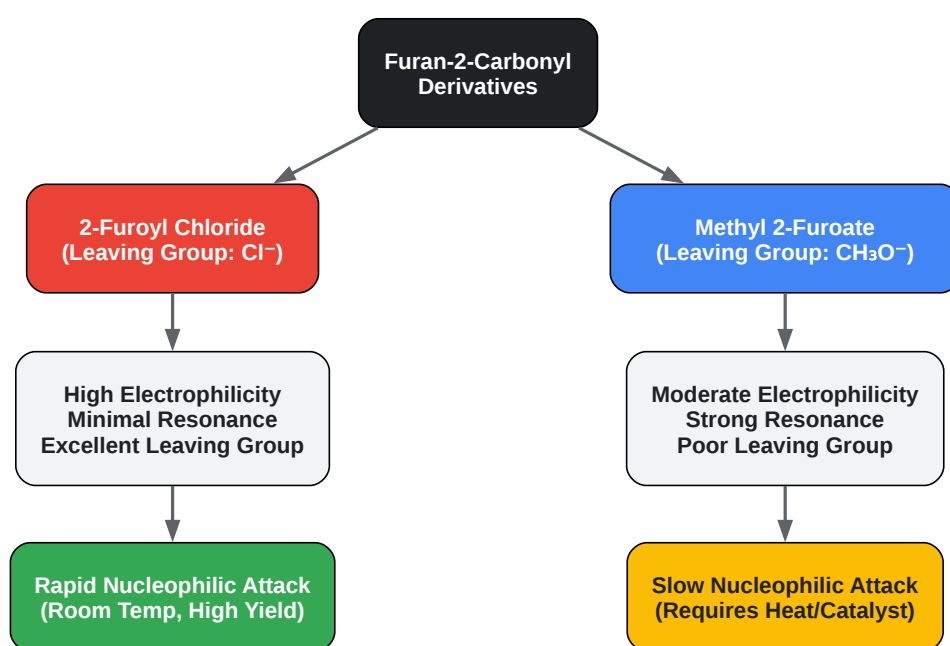 Furan-2-Carbonyl
Derivatives
2-Furoyl Chloride
(Leaving Group: Cl⁻)
Methyl 2-Furoate
(Leaving Group: CH₃O⁻)
High Electrophilicity
Minimal Resonance
Excellent Leaving Group
Moderate Electrophilicity
Strong Resonance
Poor Leaving Group
Rapid Nucleophilic Attack
(Room Temp, High Yield)
Slow Nucleophilic Attack
(Requires Heat/Catalyst)